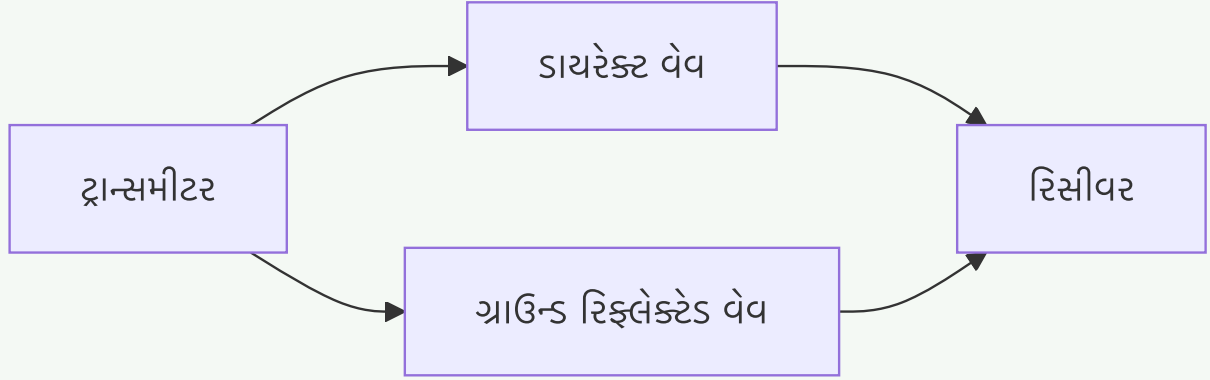 ડાયરેક્ટ વેવ
ટ્રાન્સમીટર
રિસીવર
ગ્રાઉન્ડ રિફ્લેક્ટેડ વેવ